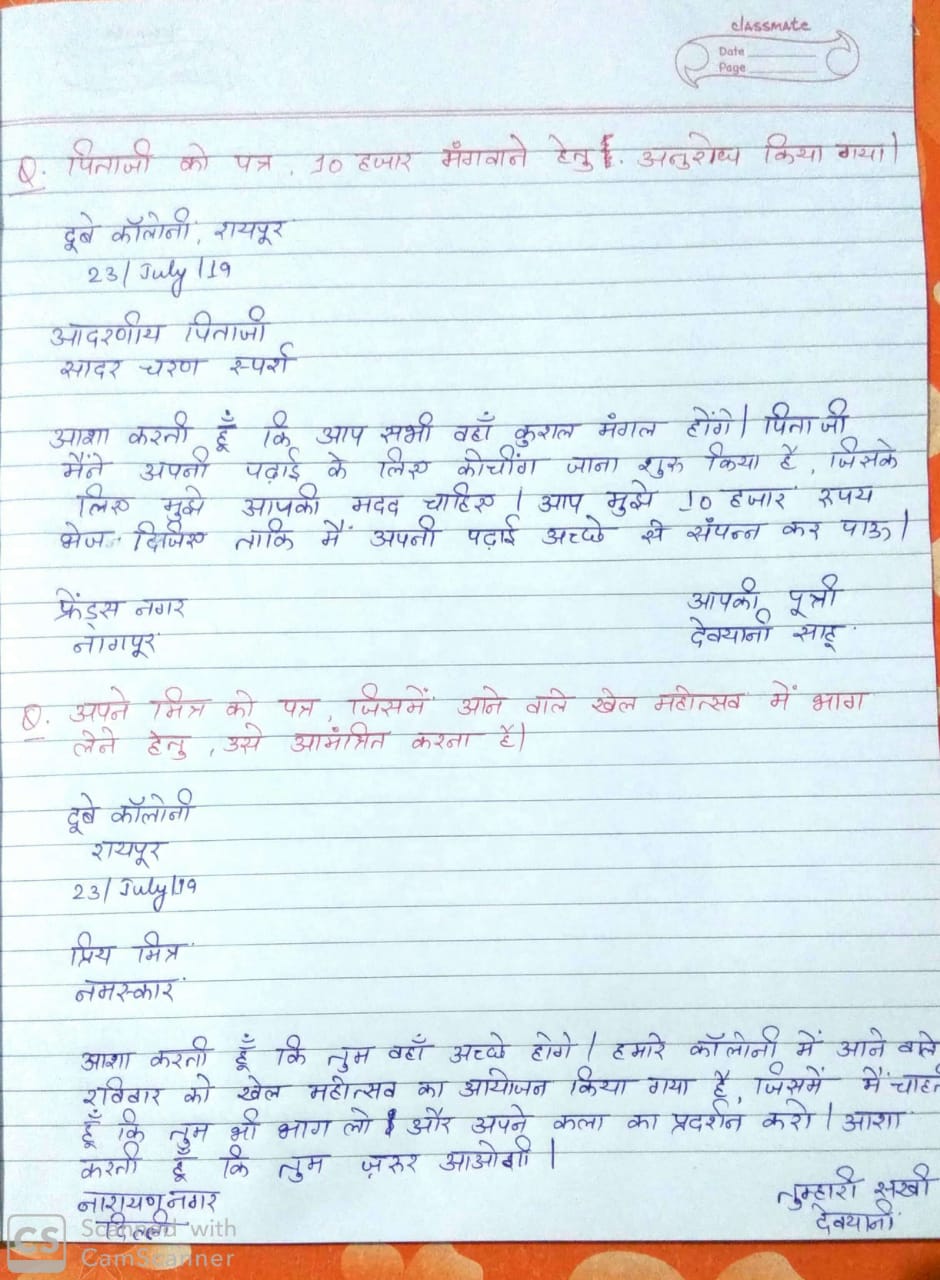 classmate
Date
Page
Q. पिताजी को पत्र, 10 हजार मँगवाने हेतु अनुरोध किया गया।
दूबे कॉलोनी, रायपूर
23/July/19
आदरणीय पिताजी
सादर चरण स्पर्श
आशा करती हूँ कि आप सभी वहाँ कुशल मंगल होंगे। पिताजी
मैंने अपनी पढ़ाई के लिए कोचींग जाना शुरु किया है, जिसके
लिए मुझे आपकी मदद चाहिए। आप मुझे 10 हजार रूपय
भेज दिजिए ताकि मैं अपनी पढ़ाई अच्छे से संपन्न कर पाऊ।
फ्रेंड्स नगर
नागपूर
आपकी पूत्री
देवयानी साहू
Q. अपने मित्र को पत्र, जिसमें आने वाले खेल महोत्सव में भाग
लेने हेतु, उसे आमंत्रित करना है।
दूबे कॉलोनी
रायपूर
23/July/19
प्रिय मित्र
नमस्कार
आशा करती हूँ कि तुम वहाँ अच्छे होगे। हमारे कॉलोनी में आने वाले
रविवार को खेल महोत्सव का आयोजन किया गया है, जिसमें मैं चाहती
हूँ कि तुम भी भाग लो और अपने कला का प्रदर्शन करो। आशा
करती हूँ कि तुम ज़रुर आओगी।
नारायण नगर
दिल्ली
तुम्हारी सखी
देवयानी
CS Scanned with
CamScanner